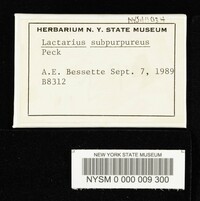 HERBARIUM N. Y. STATE MUSEUM
Lactarius subpurpureus
Peck
A.E. Bessette Sept. 7, 1989
B8312
NEW YORK STATE MUSEUM
NYSM 0 000 009 300